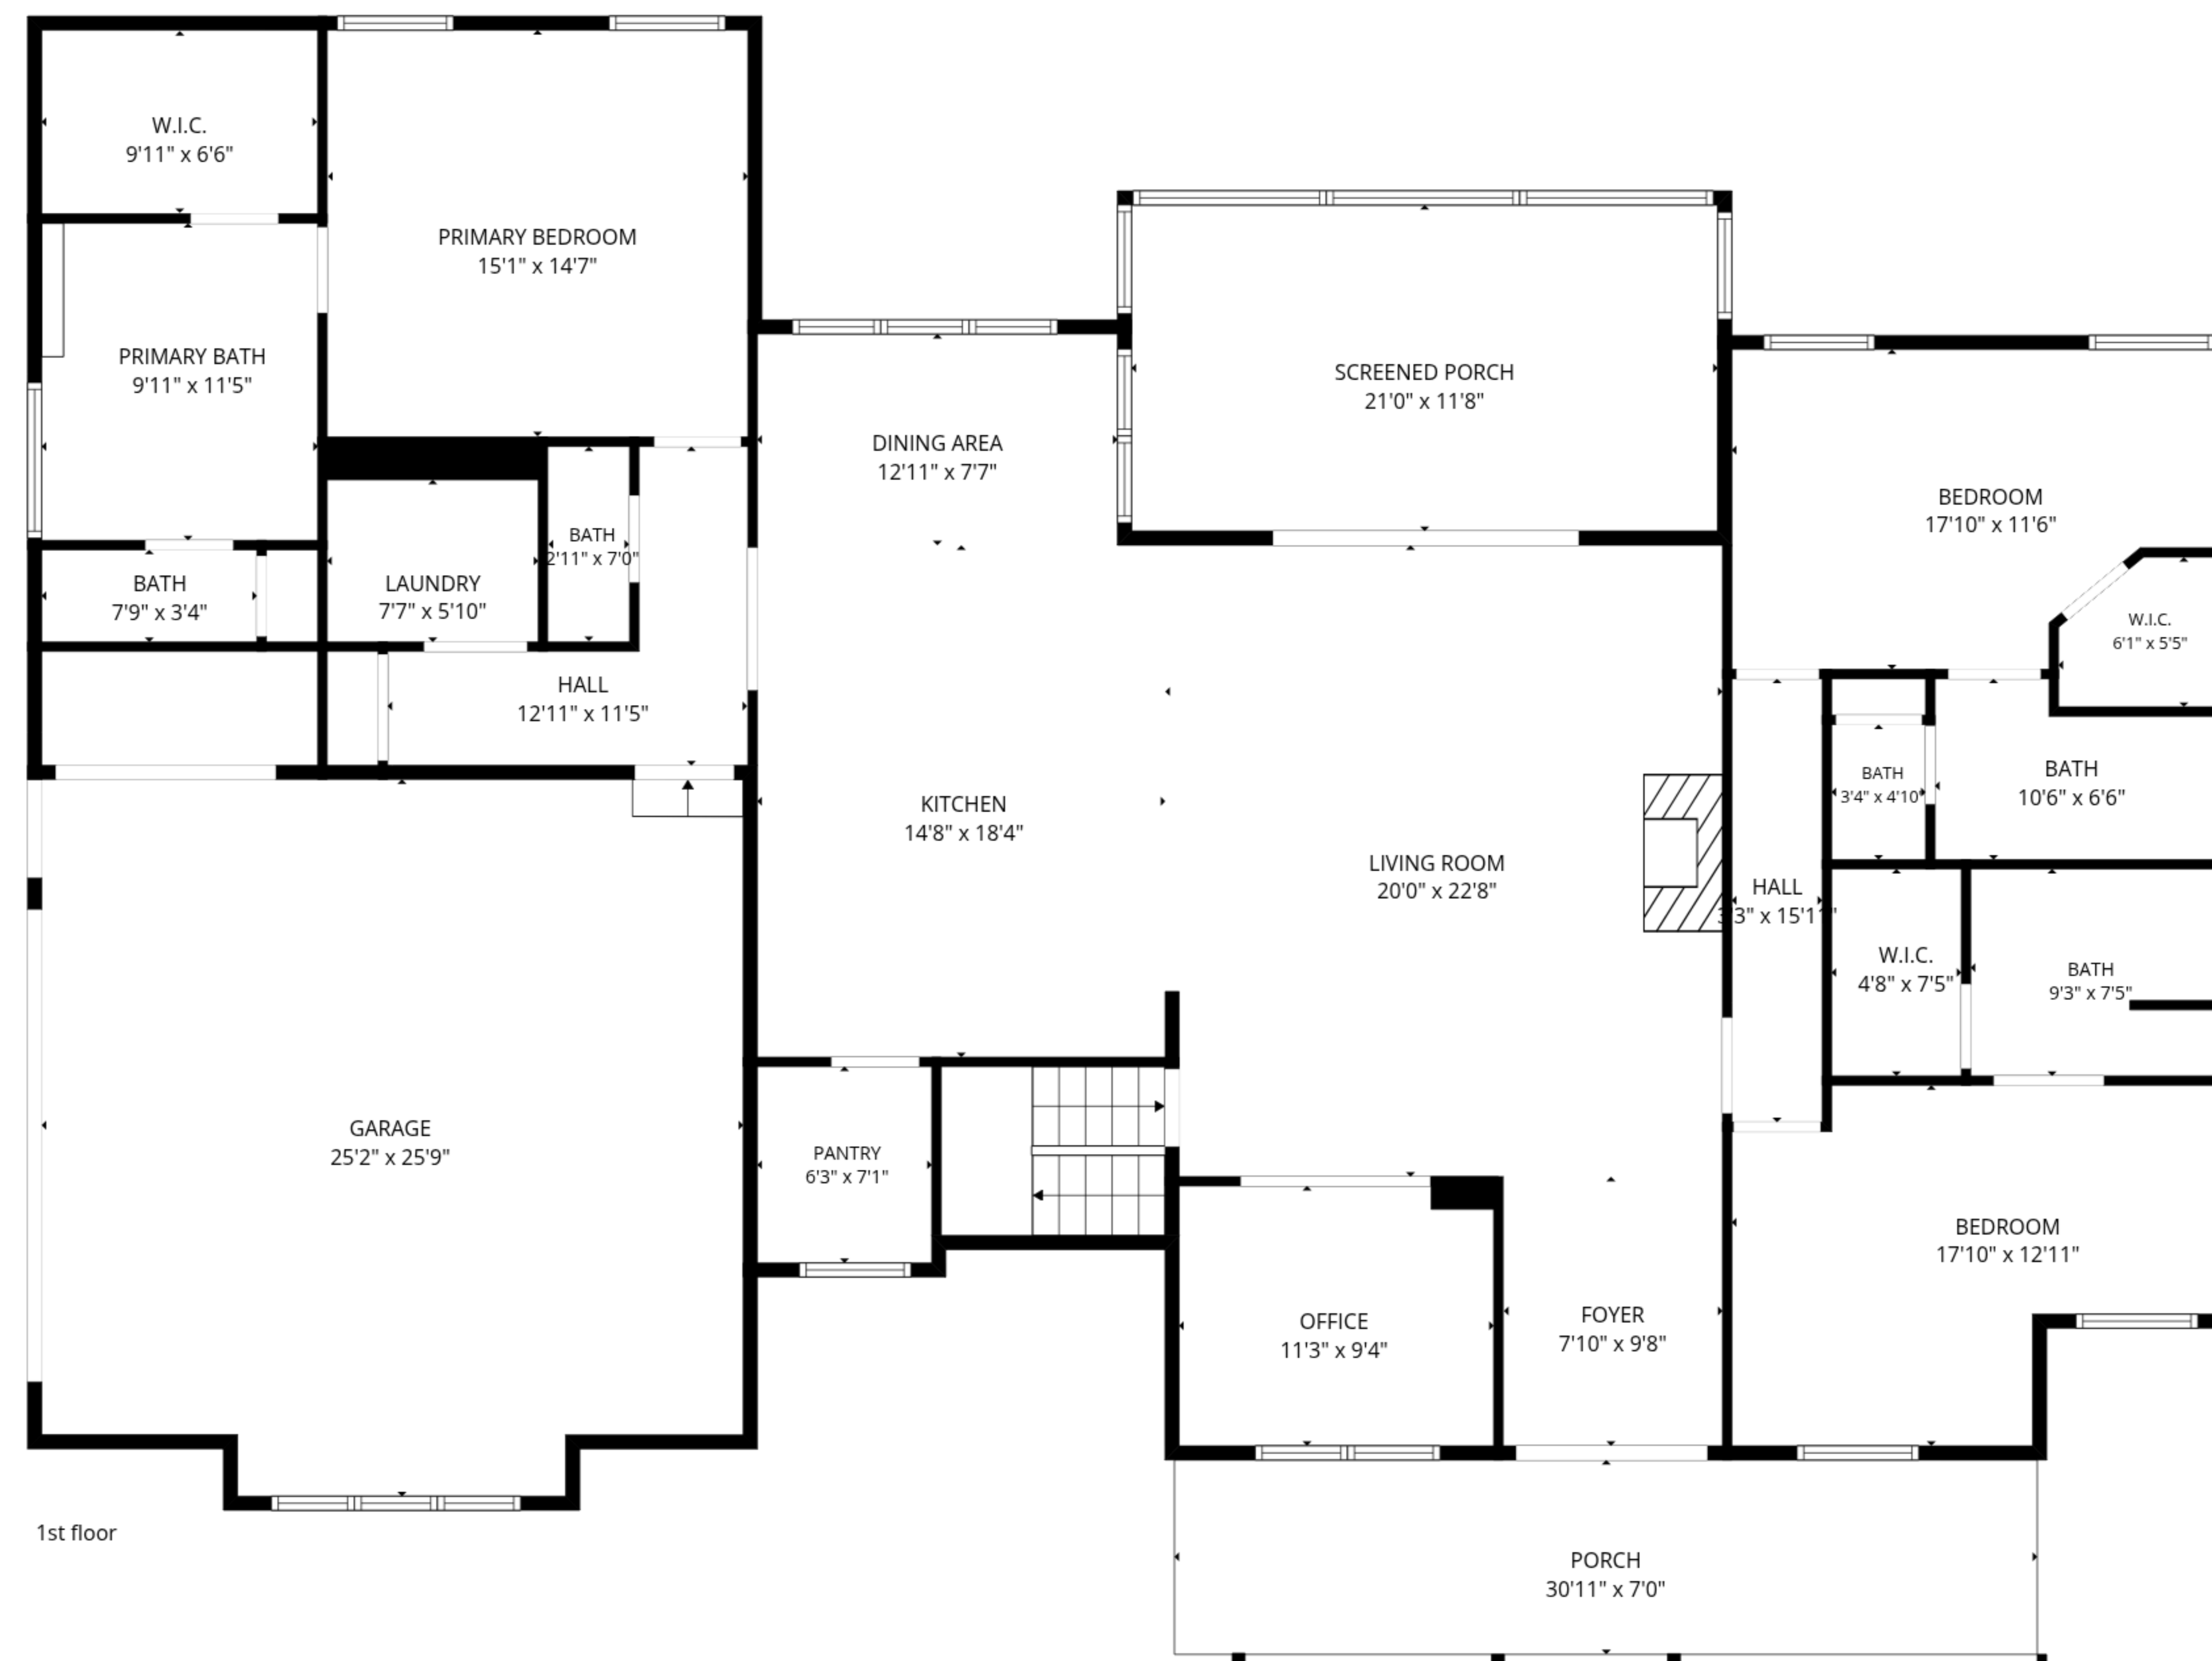 W.I.C.
9'11" x 6'6"
PRIMARY BEDROOM
15'1" x 14'7"
PRIMARY BATH
9'11" x 11'5"
SCREENED PORCH
21'0" x 11'8"
DINING AREA
12'11" x 7'7"
BEDROOM
17'10" x 11'6"
BATH
2'11" x 7'0"
BATH
7'9" x 3'4"
LAUNDRY
7'7" x 5'10"
W.I.C.
6'1" x 5'5"
HALL
12'11" x 11'5"
BATH
3'4" x 4'10"
BATH
10'6" x 6'6"
KITCHEN
14'8" x 18'4"
LIVING ROOM
20'0" x 22'8"
HALL
3'3" x 15'11"
W.I.C.
4'8" x 7'5"
BATH
9'3" x 7'5"
GARAGE
25'2" x 25'9"
PANTRY
6'3" x 7'1"
BEDROOM
17'10" x 12'11"
OFFICE
11'3" x 9'4"
FOYER
7'10" x 9'8"
1st floor
PORCH
30'11" x 7'0"